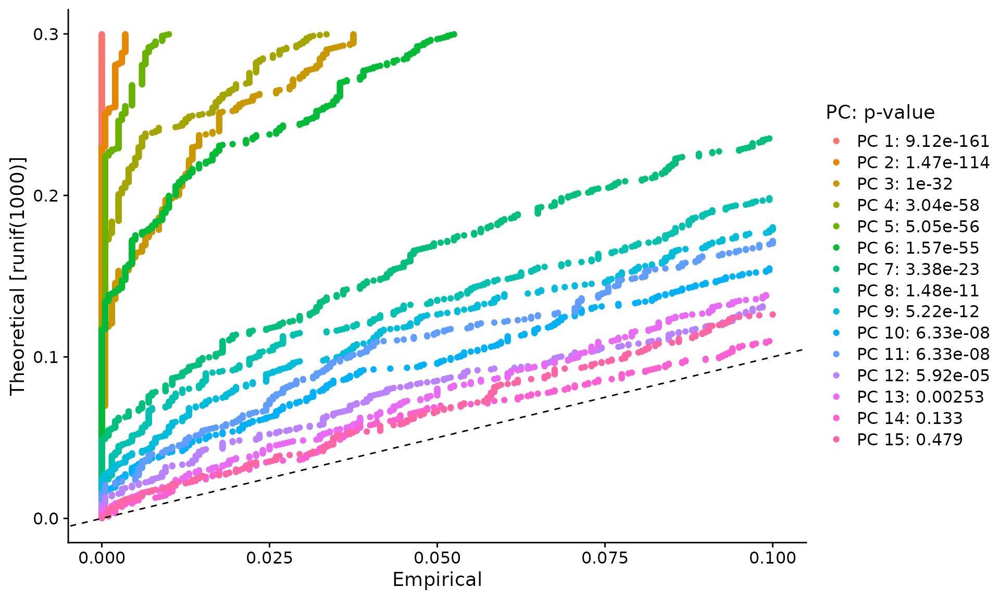 0.3
0.2
0.1
0.0
Theoretical [runif(1000)]
0.000
0.025
0.050
0.075
0.100
Empirical
PC: p-value
PC 1: 9.12e-161
PC 2: 1.47e-114
PC 3: 1e-32
PC 4: 3.04e-58
PC 5: 5.05e-56
PC 6: 1.57e-55
PC 7: 3.38e-23
PC 8: 1.48e-11
PC 9: 5.22e-12
PC 10: 6.33e-08
PC 11: 6.33e-08
PC 12: 5.92e-05
PC 13: 0.00253
PC 14: 0.133
PC 15: 0.479